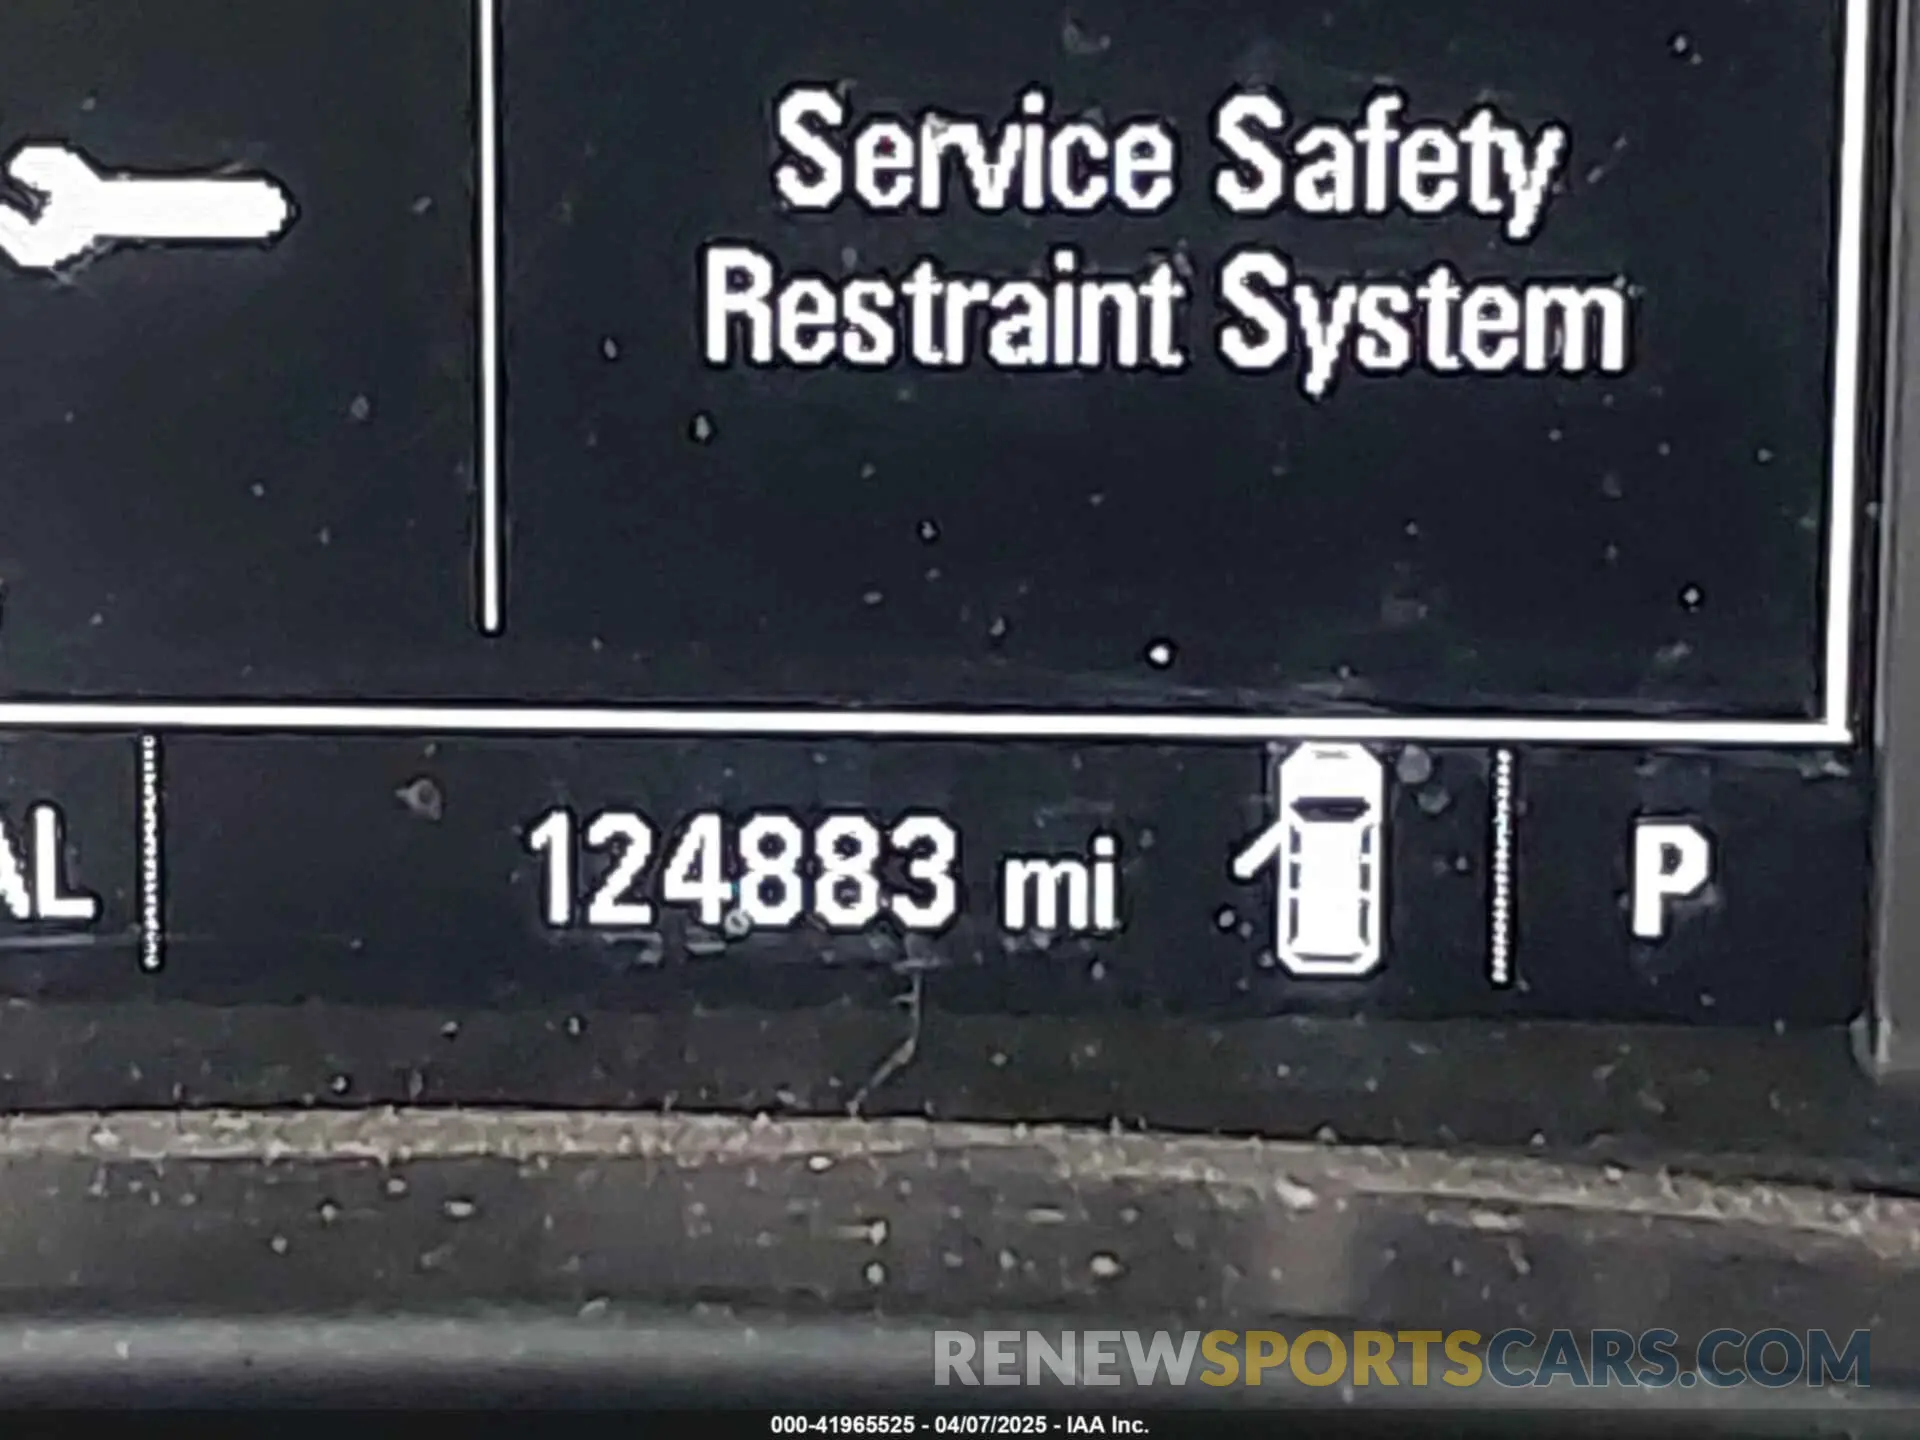 Service Safety
Restraint System
AL
124883 mi
P
RENEWSPORTSCARS.COM
000-41965525 - 04/07/2025 - IAA Inc.